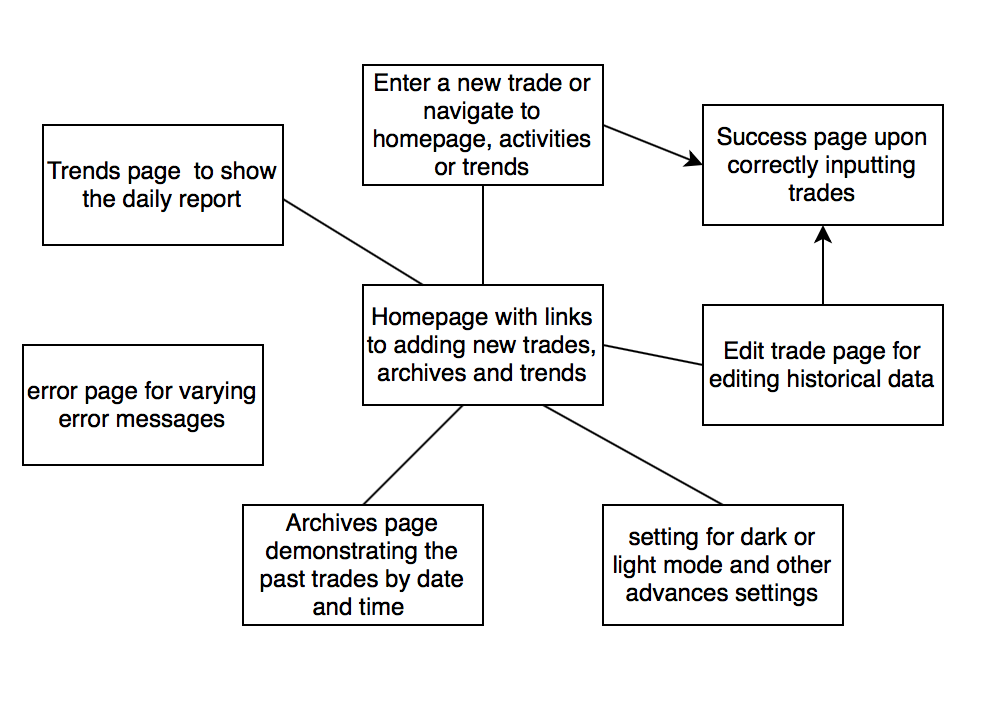 Enter a new trade or
navigate to
homepage, activities
or trends
Success page upon
correctly inputting
trades
Trends page  to show
the daily report
Homepage with links
to adding new trades,
archives and trends
Edit trade page for
editing historical data
error page for varying
error messages
Archives page
demonstrating the
past trades by date
and time
setting for dark or
light mode and other
advances settings